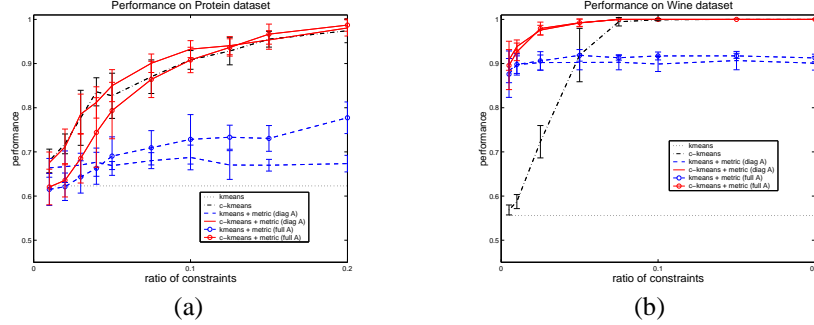 Performance on Protein dataset
1
0.9
0.8
0.7
0.6
0.5
performance
kmeans
c−kmeans
kmeans + metric (diag A)
c−kmeans + metric (diag A)
kmeans + metric (full A)
c−kmeans + metric (full A)
0
0.1
0.2
ratio of constraints
(a)
Performance on Wine dataset
1
0.9
0.8
0.7
0.6
0.5
performance
kmeans
c−kmeans
kmeans + metric (diag A)
c−kmeans + metric (diag A)
kmeans + metric (full A)
c−kmeans + metric (full A)
0
0.1
ratio of constraints
(b)